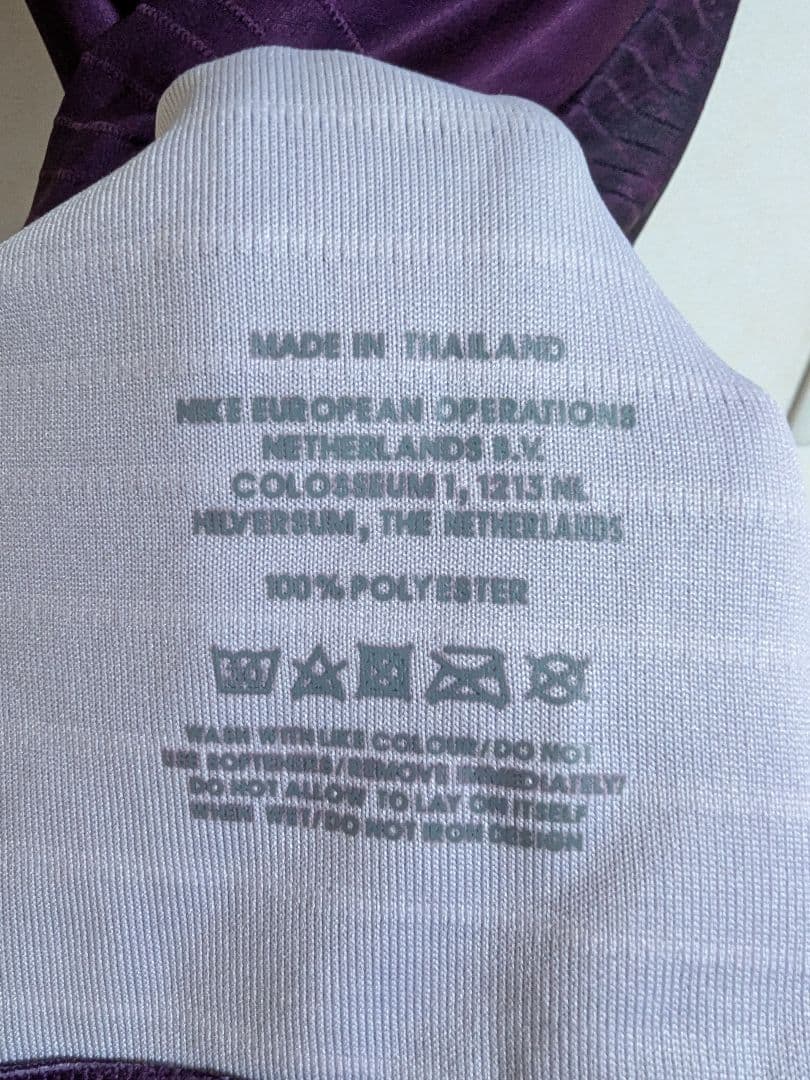 MADE IN THAILAND
NIKE EUROPEAN OPERATIONS
NETHERLANDS B.V.
COLOSSEUM 1, 1213 NL
HILVERSUM, THE NETHERLANDS
100% POLYESTER
30
WASH WITH LIKE COLOUR/DO NOT
USE SOFTENERS/REMOVE IMMEDIATELY/
DO NOT ALLOW TO LAY ON ITSELF
WHEN WET/DO NOT IRON DESIGN